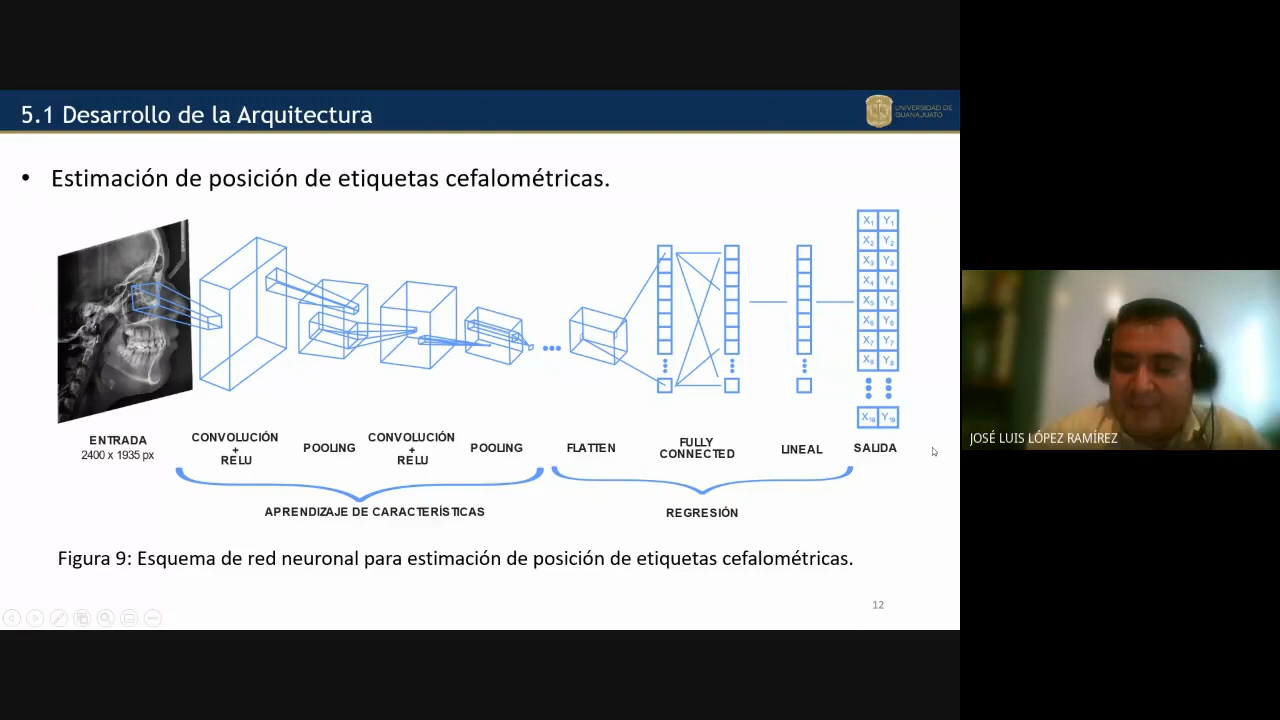 5.1 Desarrollo de la Arquitectura
UNIVERSIDAD DE
GUANAJUATO
• Estimación de posición de etiquetas cefalométricas.
X1 Y1
X2 Y2
X3 Y3
X4 Y4
X5 Y5
X6 Y6
X7 Y7
X8 Y8
X19 Y19
ENTRADA
2400 x 1935 px
CONVOLUCIÓN
+
RELU
POOLING
CONVOLUCIÓN
+
RELU
POOLING
FLATTEN
FULLY
CONNECTED
LINEAL
SALIDA
APRENDIZAJE DE CARACTERÍSTICAS
REGRESIÓN
Figura 9: Esquema de red neuronal para estimación de posición de etiquetas cefalométricas.
12
JOSÉ LUIS LÓPEZ RAMÍREZ